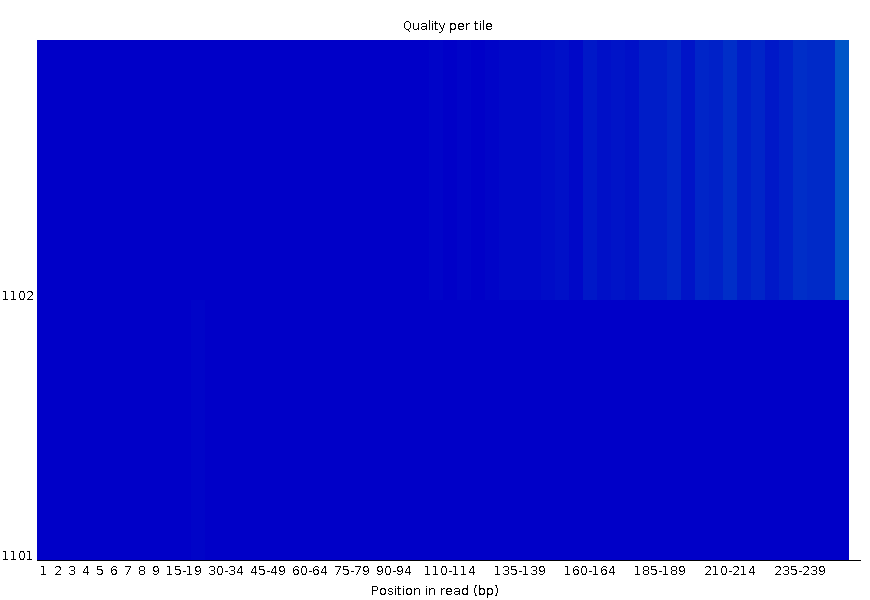 Quality per tile
1102
1101
1 2 3 4 5 6 7 8 9 15-19 30-34 45-49 60-64 75-79 90-94 110-114 135-139 160-164 185-189 210-214 235-239
Position in read (bp)